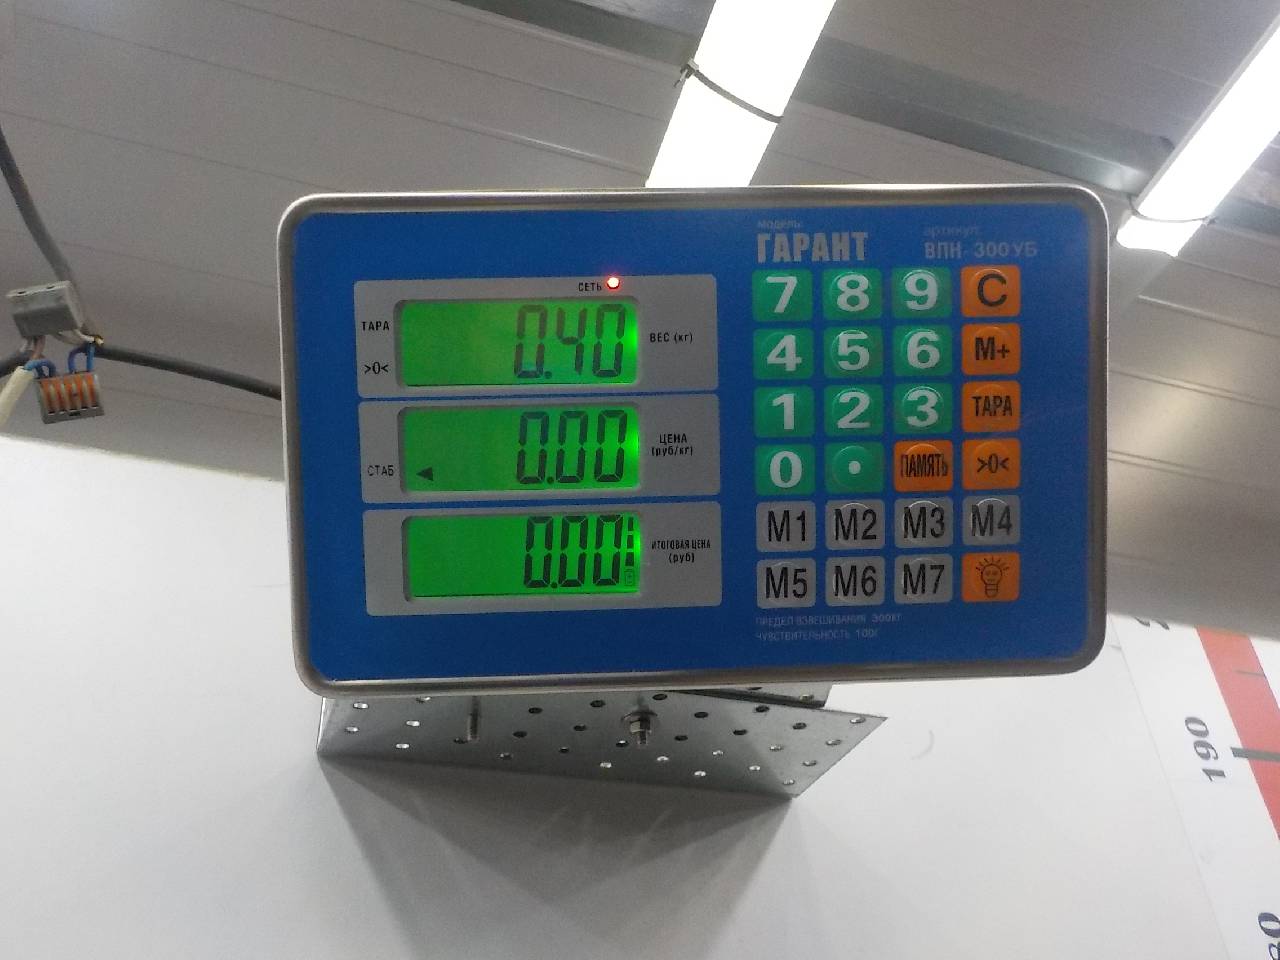 модель:
ГАРАНТ
артикул:
ВПН- 300УБ
СЕТЬ
ТАРА
>0<
0.40
ВЕС (кг)
СТАБ
0.00
ЦЕНА
(руб/кг)
0.00
ИТОГОВАЯ ЦЕНА
(руб)
7 8 9 C
4 5 6 M+
1 2 3 ТАРА
0 . ПАМЯТЬ >0<
M1 M2 M3 M4
M5 M6 M7
ПРЕДЕЛ ВЗВЕШИВАНИЯ 300КГ
ЧУВСТВИТЕЛЬНОСТЬ 100Г
190